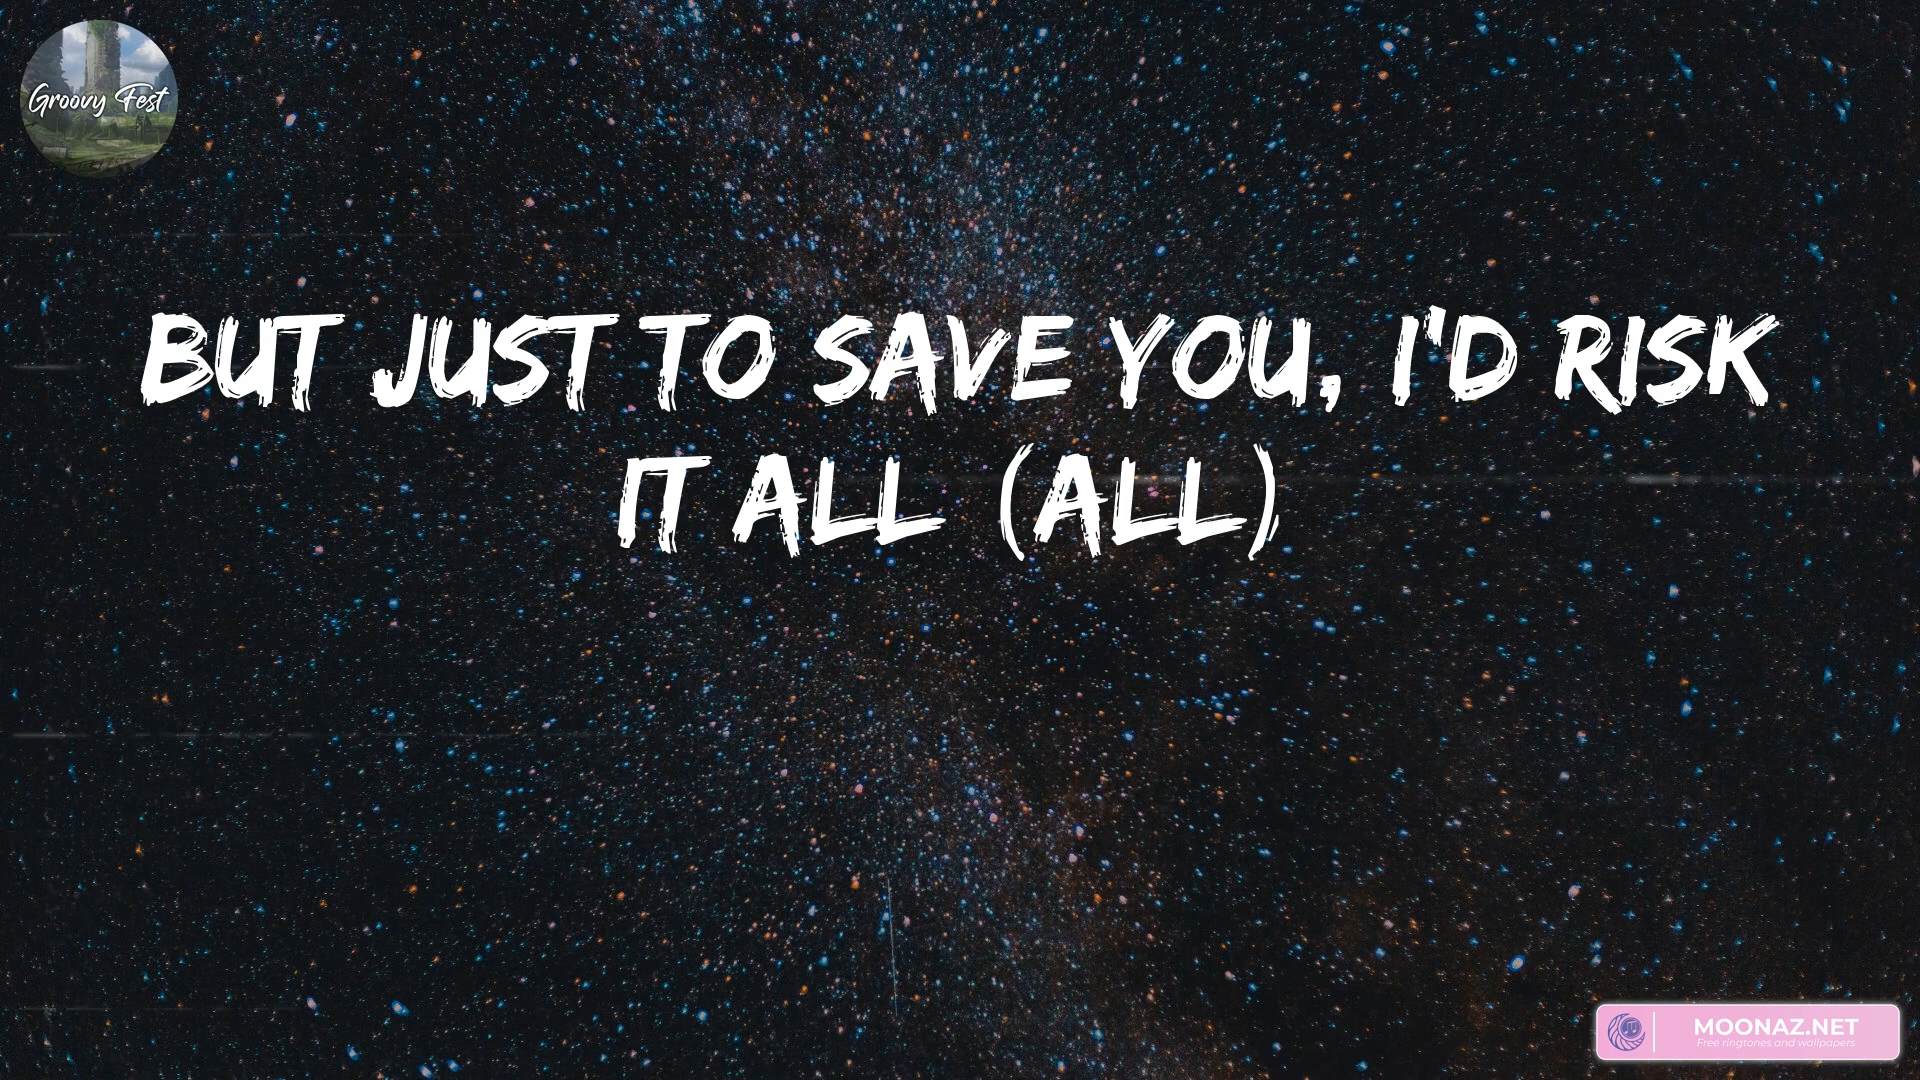 Groovy Fest
BUT JUST TO SAVE YOU, I'D RISK
IT ALL (ALL)
MOONAZ.NET
Free ringtones and wallpapers